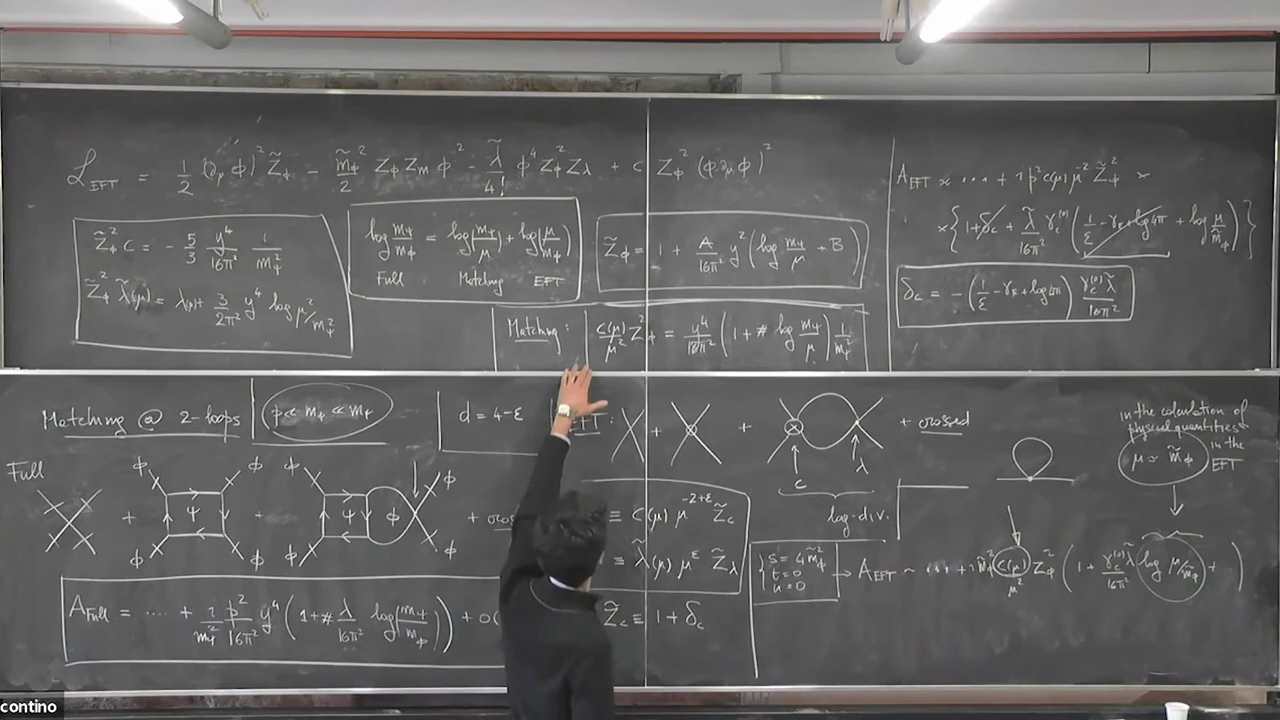 L_EFT = 1/2 (∂_μ φ)² Z̃_φ − m̃_φ²/2 Z_φ Z_m φ² − λ̃/4! φ⁴ Z_φ² Z_λ + c Z_φ² (φ ∂_μ φ)²
Z̃_φ² c = − 5/3 y⁴/16π² 1/m_ψ²
Z̃_φ² λ̃(μ) = λ(μ) + 3/2π² y⁴ log μ²/m_ψ²
log m_ψ/m_φ = log(m_ψ/μ) + log(μ/m_φ)
Full Matching EFT
Z̃_φ = 1 + A/16π² y² (log m_ψ/μ + B)
Matching: c(μ)/μ² Z̃_φ² = y⁴/16π² (1 + # log m_ψ/μ) 1/m_ψ²
A_EFT ∝ ... + i p² c(μ) μ⁻² Z̃_φ² ×
×{1+δ_c + λ̃/16π² γ_c⁽⁰⁾ (1/ε − γ_E + log 4π + log μ/m̃_φ)}
δ_c = −(1/ε − γ_E + log 4π) γ_c⁽⁰⁾ λ̃/16π²
Matching @ 2-loops
p ≪ m_φ ≪ m_ψ
d = 4−ε
EFT: + + + crossed
c λ
log-div.
in the calculation of
physical quantities
in the
EFT
μ ≃ m̃_φ
Full
φ φ ψ φ φ
φ φ ψ φ φ φ
≡ c(μ) μ^(−2+ε) Z̃_c
≡ λ̃(μ) μ^ε Z̃_λ
Z̃_c ≡ 1 + δ_c
s = 4m̃_φ²
t = 0
u = 0
→ A_EFT ~ ... + i m̃_φ² c(μ)/μ² Z̃_φ² (1 + γ_c⁽⁰⁾ λ̃/16π² log μ/m̃_φ + ...)
A_Full = .... + i/m_ψ² p²/16π² y⁴ (1 + # λ/16π² log(m_ψ/m_φ)) + O(
contino